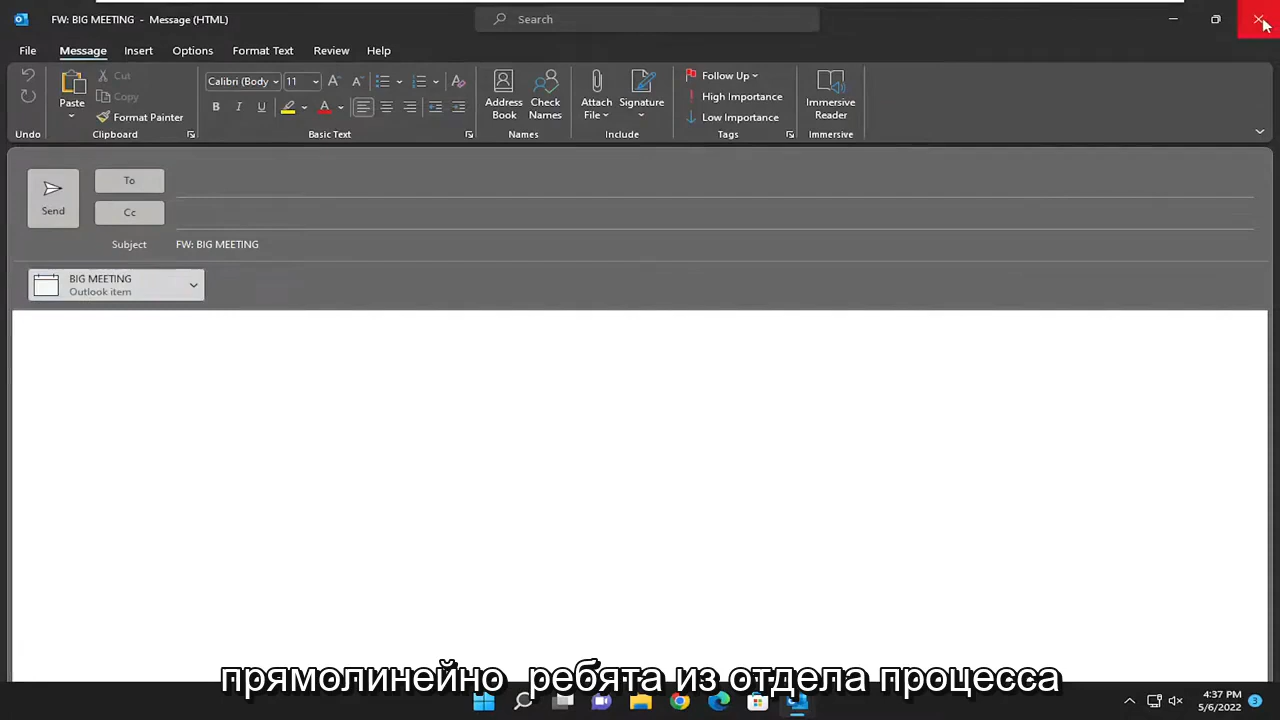 FW: BIG MEETING - Message (HTML)
Search
File Message Insert Options Format Text Review Help
Cut
Copy
Format Painter
Paste
Calibri (Body 11
B I U A
Address Book
Check Names
Attach File
Signature
Follow Up
High Importance
Low Importance
Immersive Reader
Undo Clipboard Basic Text Names Include Tags Immersive
Send
To
Cc
Subject FW: BIG MEETING
BIG MEETING
Outlook item
прямолинейно ребята из отдела процесса
4:37 PM
5/6/2022
3